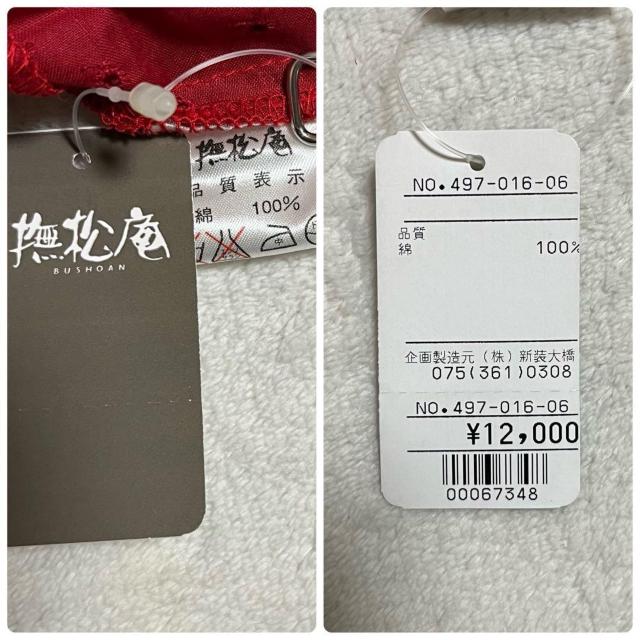 撫松庵
品質表示
綿 100%
中
撫松庵
BUSHOAN
NO.497-016-06
品質
綿 100%
企画製造元(株)新装大橋
075(361)0308
NO.497-016-06
¥12,000
00067348